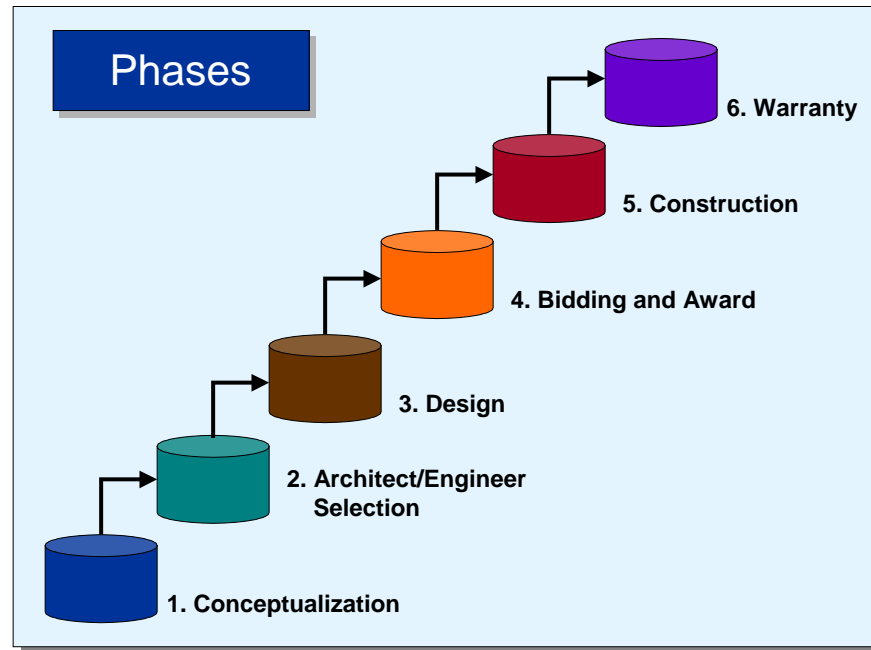 Phases
6. Warranty
5. Construction
4. Bidding and Award
3. Design
2. Architect/Engineer
Selection
1. Conceptualization